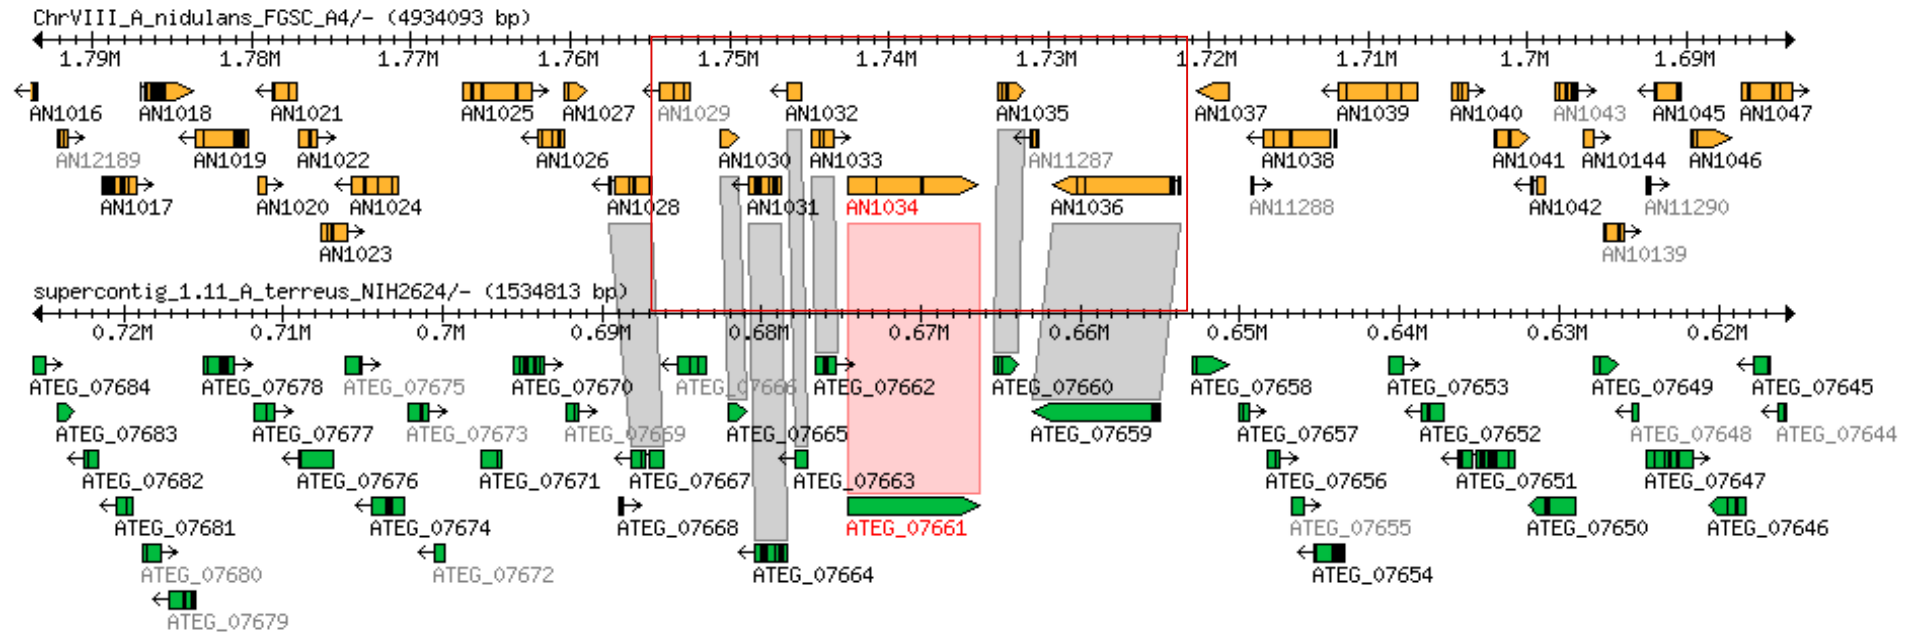 ChrVIII_A_nidulans_FGSC_A4/- (4934093 bp)
1.79M 1.78M 1.77M 1.76M 1.75M 1.74M 1.73M 1.72M 1.71M 1.7M 1.69M
AN1016 AN1018 AN1021 AN1025 AN1027 AN1029 AN1032 AN1035 AN1037 AN1039 AN1040 AN1043 AN1045 AN1047
AN12189 AN1019 AN1022 AN1026 AN1030 AN1033 AN11287 AN1038 AN1041 AN10144 AN1046
AN1017 AN1020 AN1024 AN1028 AN1031 AN1034 AN1036 AN11288 AN1042 AN11290
AN1023 AN10139
supercontig_1.11_A_terreus_NIH2624/- (1534813 bp)
0.72M 0.71M 0.7M 0.69M 0.68M 0.67M 0.66M 0.65M 0.64M 0.63M 0.62M
ATEG_07684 ATEG_07678 ATEG_07675 ATEG_07670 ATEG_07666 ATEG_07662 ATEG_07660 ATEG_07658 ATEG_07653 ATEG_07649 ATEG_07645
ATEG_07683 ATEG_07677 ATEG_07673 ATEG_07669 ATEG_07665 ATEG_07659 ATEG_07657 ATEG_07652 ATEG_07648 ATEG_07644
ATEG_07682 ATEG_07676 ATEG_07671 ATEG_07667 ATEG_07663 ATEG_07656 ATEG_07651 ATEG_07647
ATEG_07681 ATEG_07674 ATEG_07668 ATEG_07661 ATEG_07655 ATEG_07650 ATEG_07646
ATEG_07680 ATEG_07672 ATEG_07664 ATEG_07654
ATEG_07679